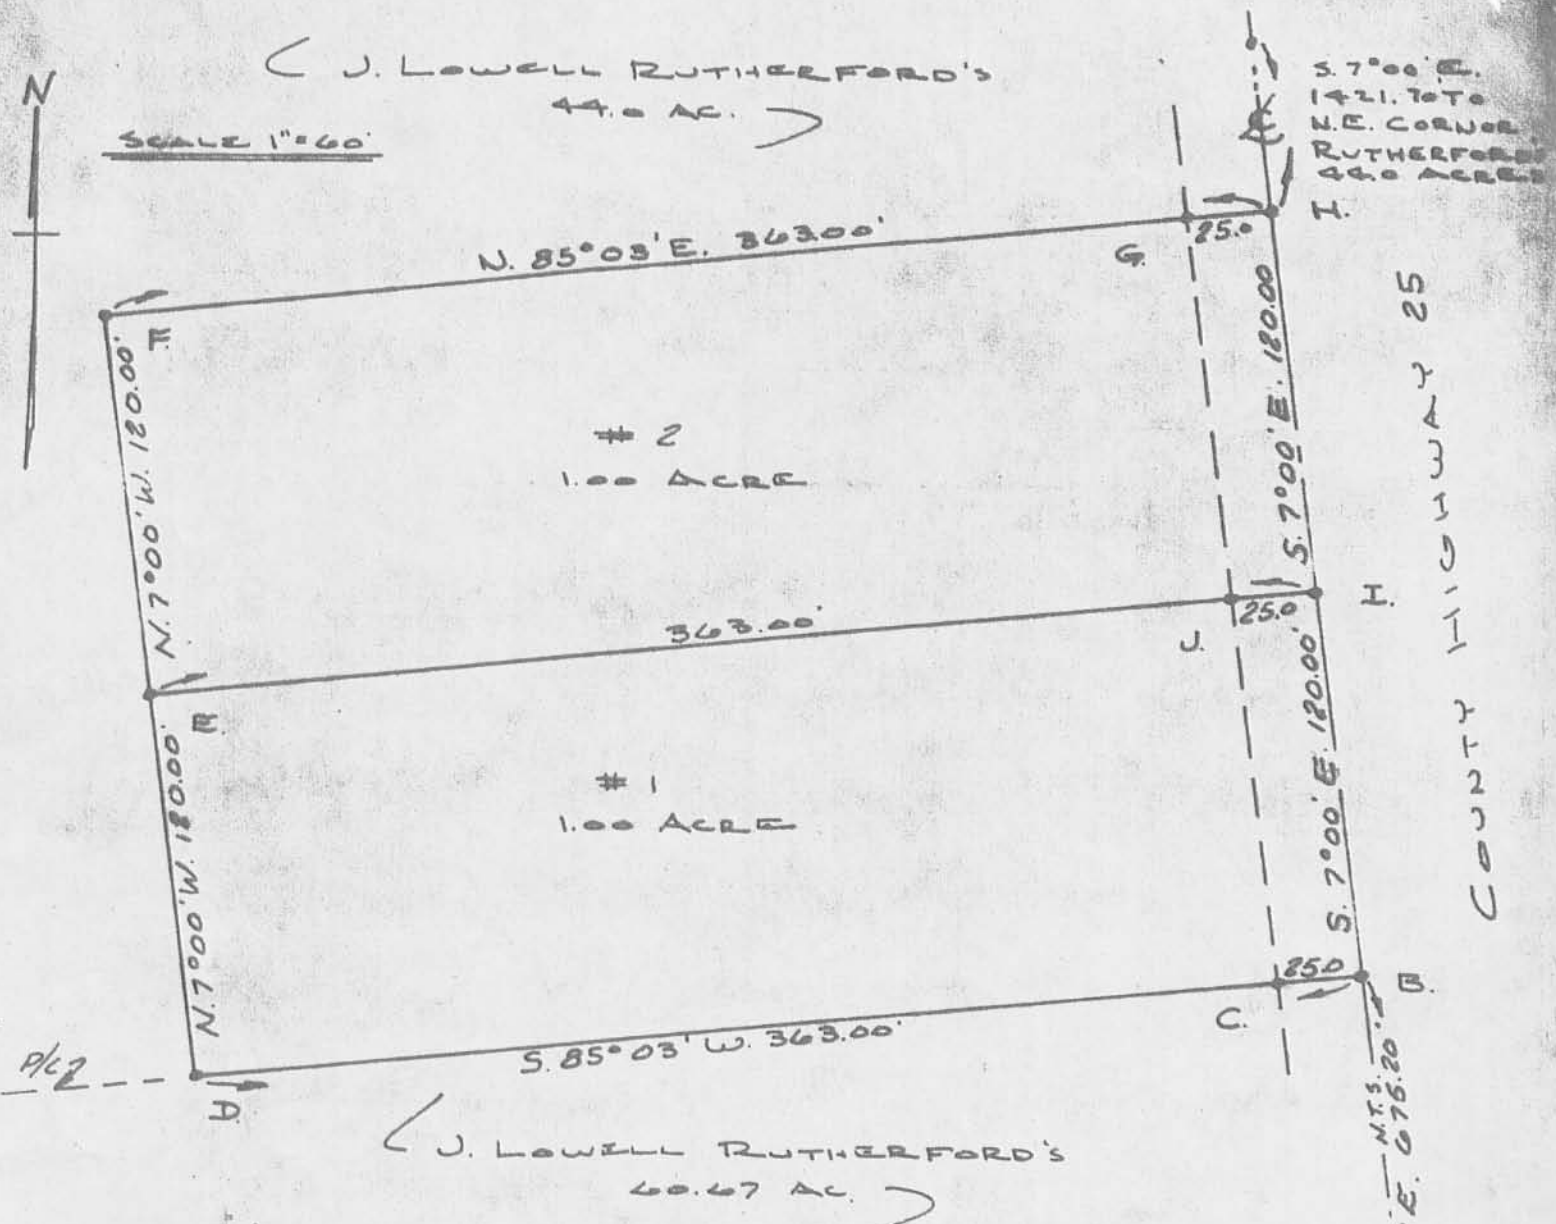 N
( J. LOWELL RUTHERFORD'S
44.0 AC. )
SCALE 1"=60'
S. 7°00' E.
1421.70' TO
N.E. CORNOR
RUTHERFORD'S
44.0 ACRES
H.
N. 85°03' E. 363.00'
G.
25.0
F.
N. 7°00' W. 120.00'
S. 7°00' E. 120.00
# 2
1.00 ACRE
COUNTY HIGHWAY 25
363.00'
J.
25.0
I.
E.
N. 7°00' W. 120.00'
S. 7°00' E. 120.00'
# 1
1.00 ACRE
25.0
B.
C.
S. 85°03' W. 363.00'
A.
N.T.S.
E. 676.20'
( J. LOWELL RUTHERFORD'S
60.67 AC. )